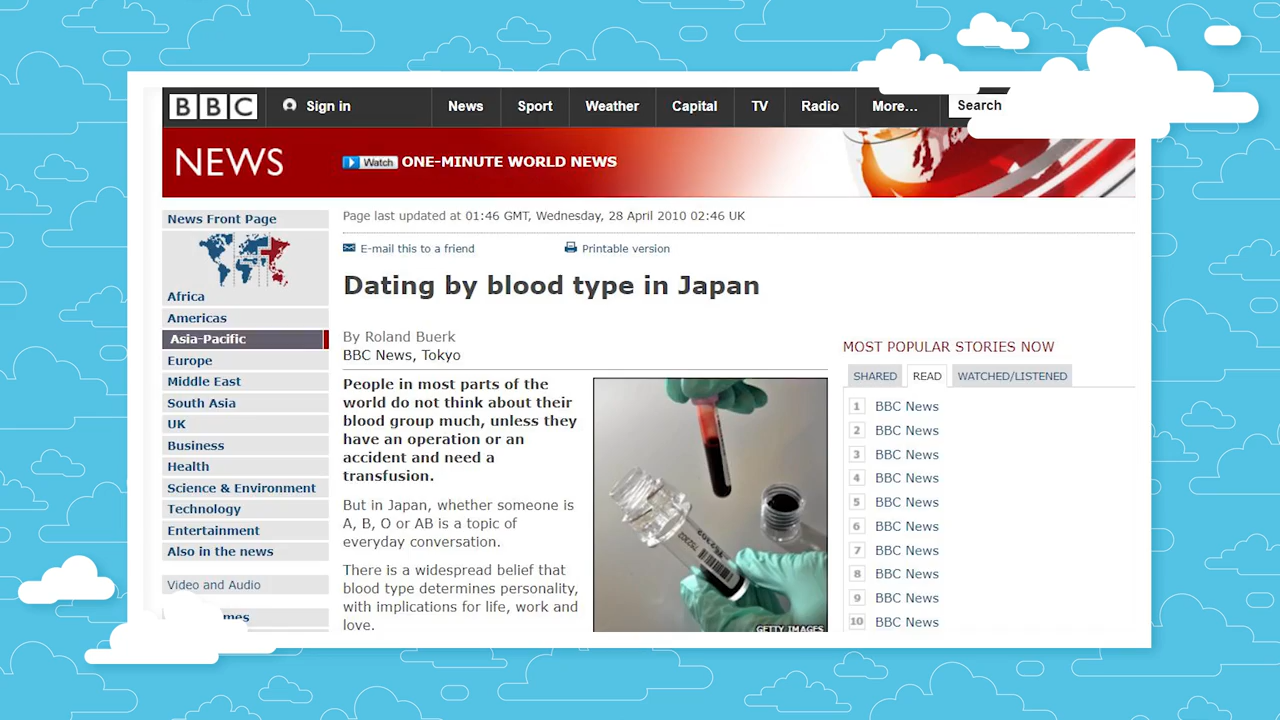 BBC
Sign in
News
Sport
Weather
Capital
TV
Radio
More...
Search
NEWS
Watch ONE-MINUTE WORLD NEWS
News Front Page
Africa
Americas
Asia-Pacific
Europe
Middle East
South Asia
UK
Business
Health
Science & Environment
Technology
Entertainment
Also in the news
Video and Audio
Page last updated at 01:46 GMT, Wednesday, 28 April 2010 02:46 UK
E-mail this to a friend
Printable version
Dating by blood type in Japan
By Roland Buerk
BBC News, Tokyo
People in most parts of the
world do not think about their
blood group much, unless they
have an operation or an
accident and need a
transfusion.
But in Japan, whether someone is
A, B, O or AB is a topic of
everyday conversation.
There is a widespread belief that
blood type determines personality,
with implications for life, work and
love.
GETTY IMAGES
MOST POPULAR STORIES NOW
SHARED
READ
WATCHED/LISTENED
1 BBC News
2 BBC News
3 BBC News
4 BBC News
5 BBC News
6 BBC News
7 BBC News
8 BBC News
9 BBC News
10 BBC News